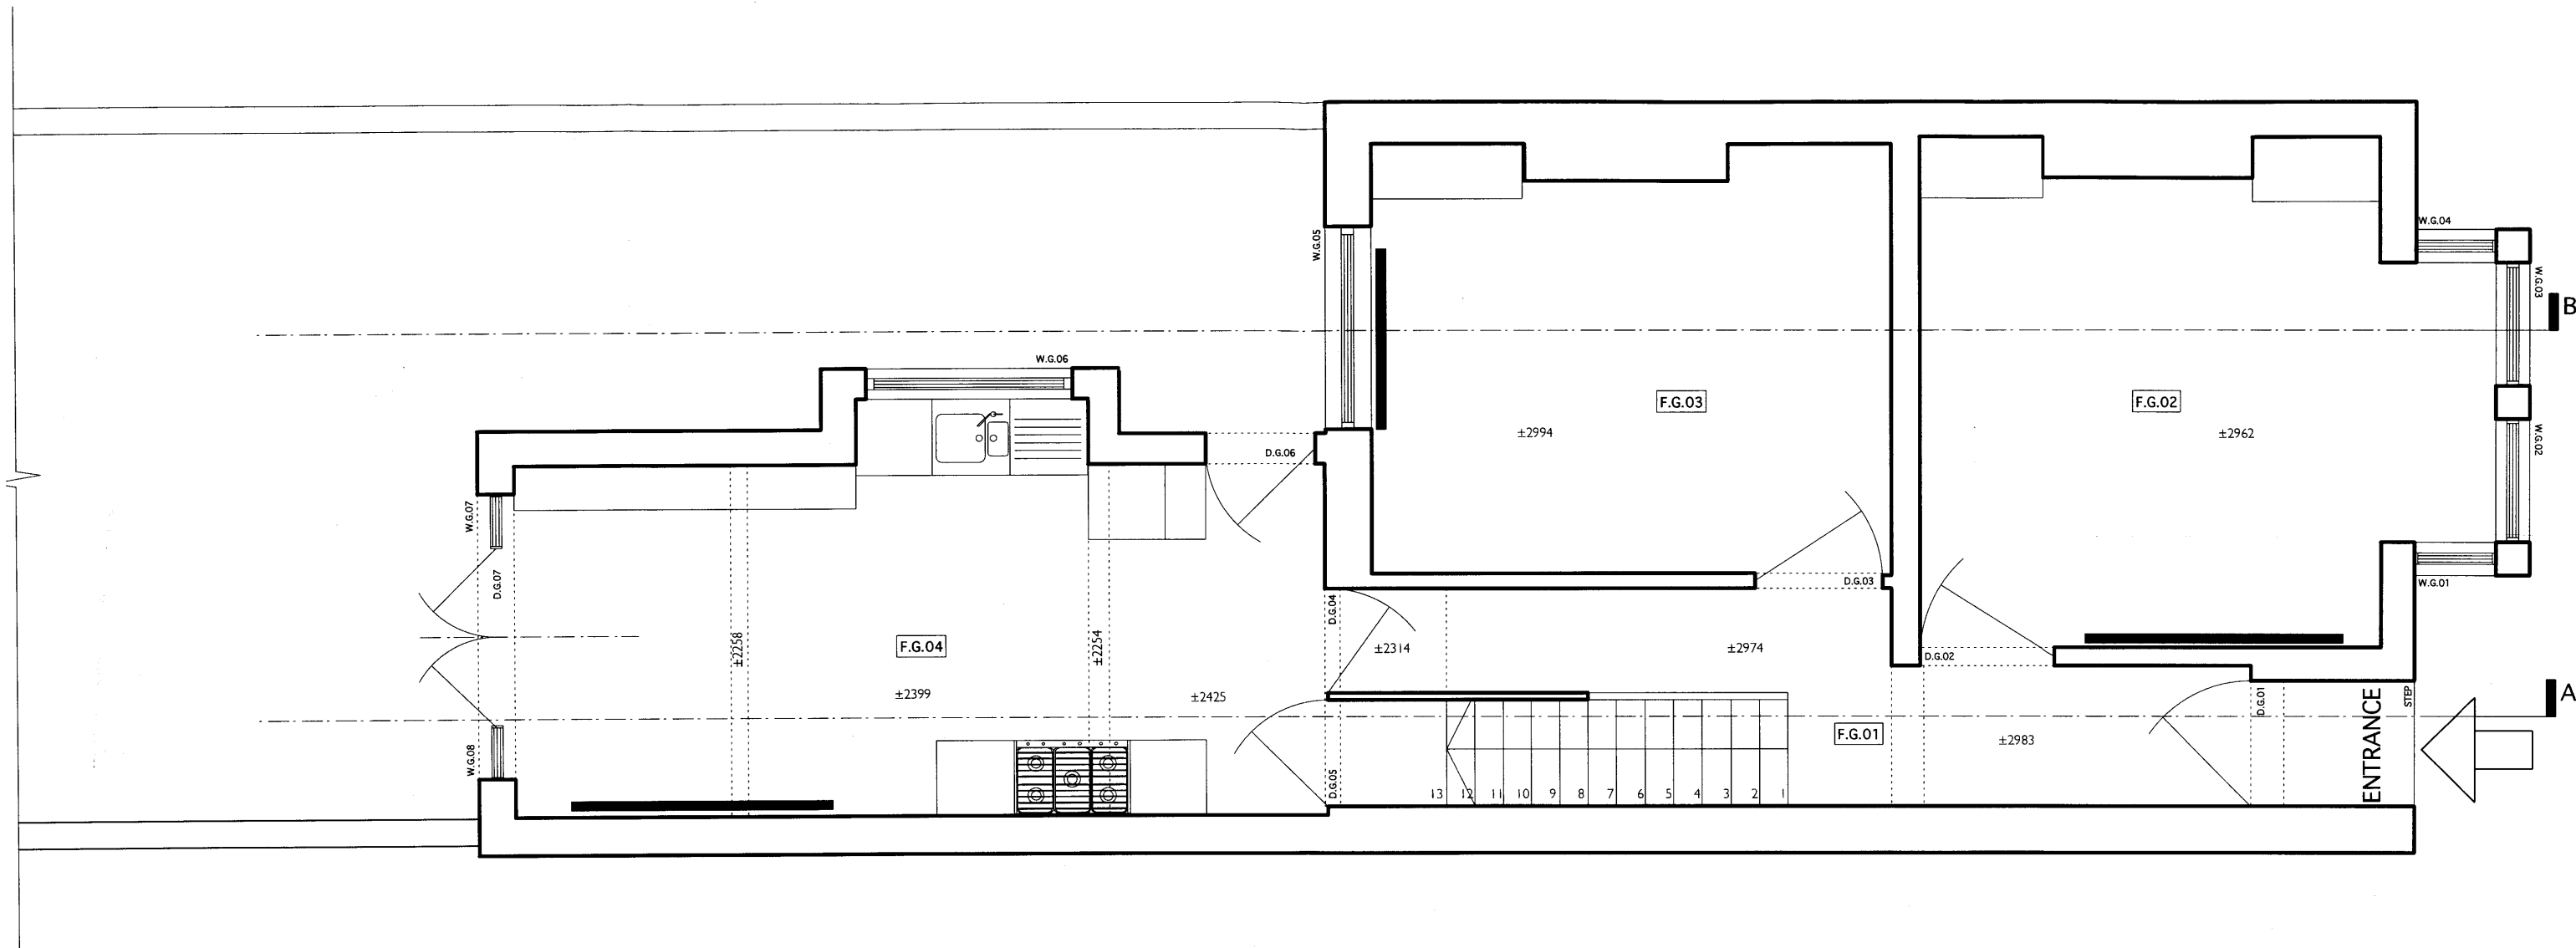 W.G.04
W.G.05
W.G.03
B
W.G.06
F.G.03
F.G.02
±2994
±2962
W.G.02
D.G.06
W.G.07
D.G.07
D.G.03
W.G.01
D.G.04
±2258
F.G.04
±2254
±2314
±2974
D.G.02
±2399
±2425
D.G.01
STEP
A
ENTRANCE
F.G.01
±2983
W.G.08
D.G.05
13 12 11 10 9 8 7 6 5 4 3 2 1